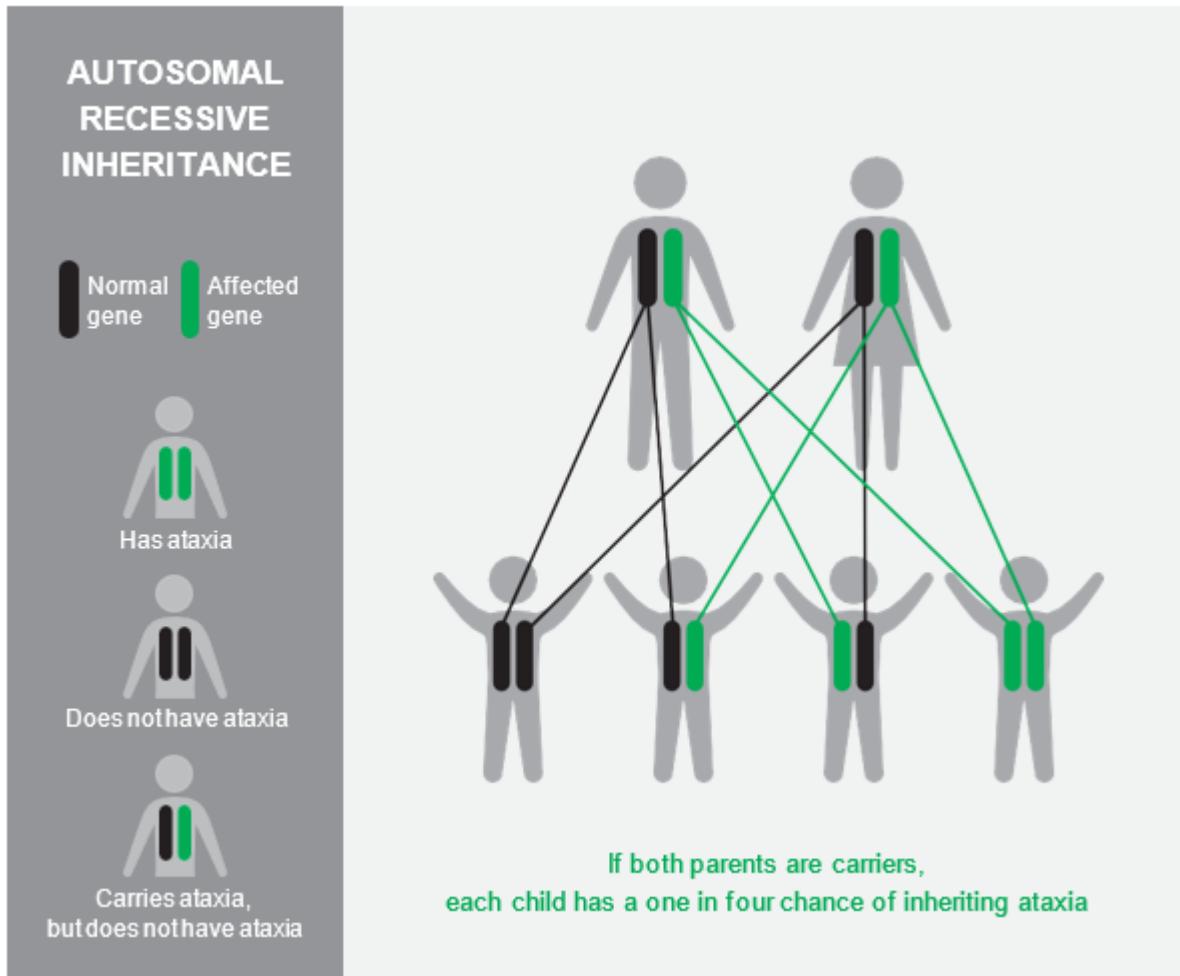 AUTOSOMAL
RECESSIVE
INHERITANCE
Normal
gene
Affected
gene
Has ataxia
Does not have ataxia
Carries ataxia,
but does not have ataxia
If both parents are carriers,
each child has a one in four chance of inheriting ataxia